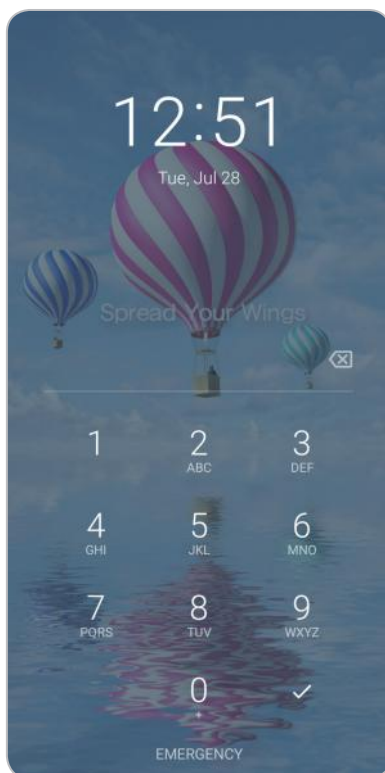 12:51
Tue, Jul 28
Spread Your Wings
1 2 3
ABC DEF
4 5 6
GHI JKL MNO
7 8 9
PQRS TUV WXYZ
0
+
EMERGENCY